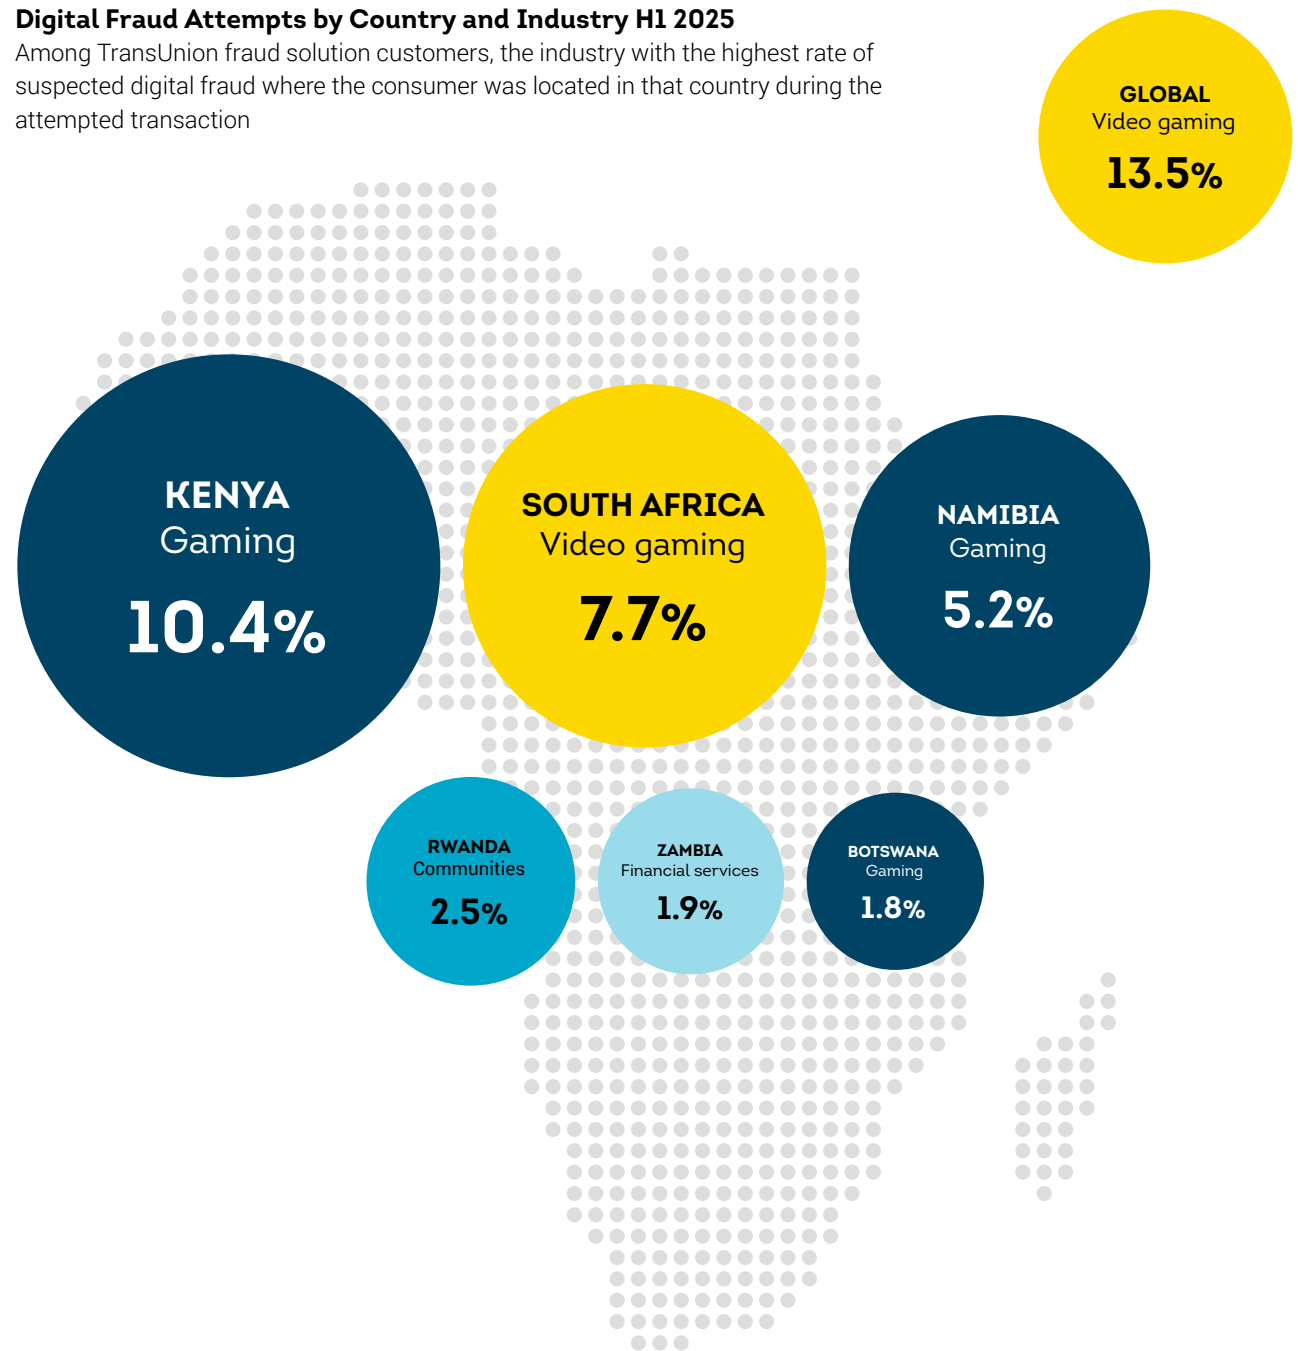 Digital Fraud Attempts by Country and Industry H1 2025
Among TransUnion fraud solution customers, the industry with the highest rate of
suspected digital fraud where the consumer was located in that country during the
attempted transaction
GLOBAL
Video gaming
13.5%
KENYA
Gaming
10.4%
SOUTH AFRICA
Video gaming
7.7%
NAMIBIA
Gaming
5.2%
RWANDA
Communities
2.5%
ZAMBIA
Financial services
1.9%
BOTSWANA
Gaming
1.8%